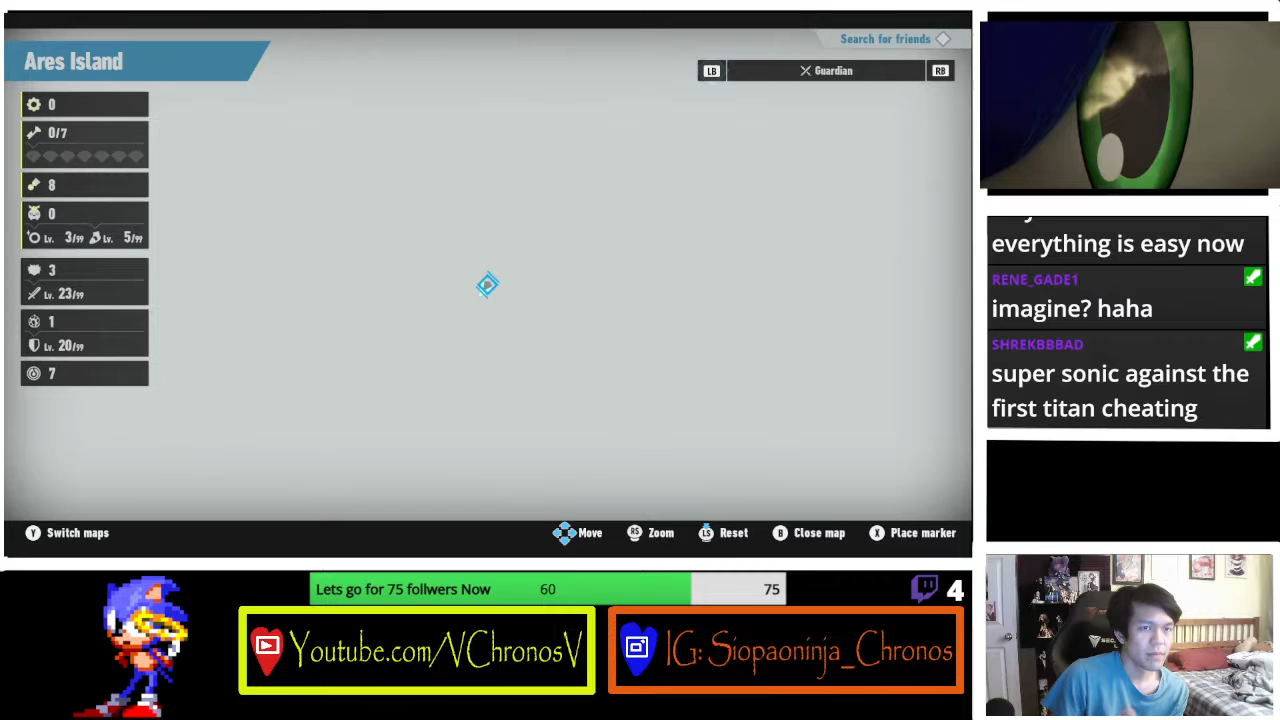 Ares Island
Search for friends
LB Guardian RB
0
0/7
8
0
Lv. 3/99 Lv. 5/99
3
Lv. 23/99
1
Lv. 20/99
7
Y Switch maps
Move RS Zoom LS Reset B Close map X Place marker
everything is easy now
RENE_GADE1
imagine? haha
SHREKBBBAD
super sonic against the
first titan cheating
Lets go for 75 follwers Now 60 75
4
Youtube.com/VChronosV
IG: Siopaoninja_Chronos